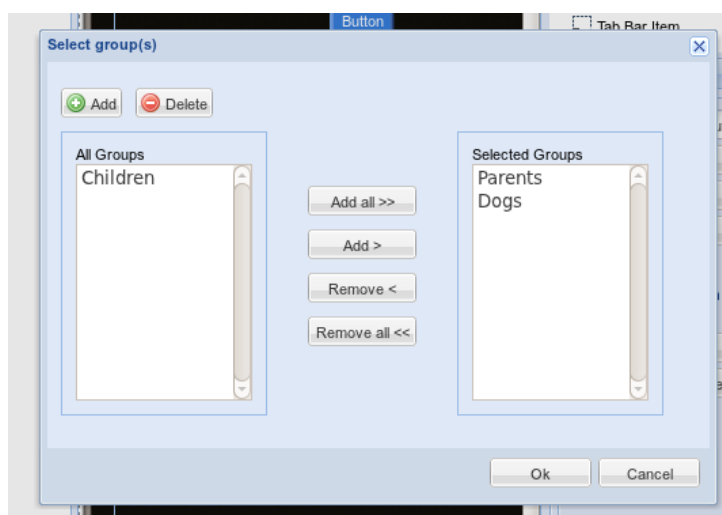 Button
Tab Bar Item
Select group(s)
Add
Delete
All Groups
Children
Add all >>
Add >
Remove <
Remove all <<
Selected Groups
Parents
Dogs
Ok
Cancel